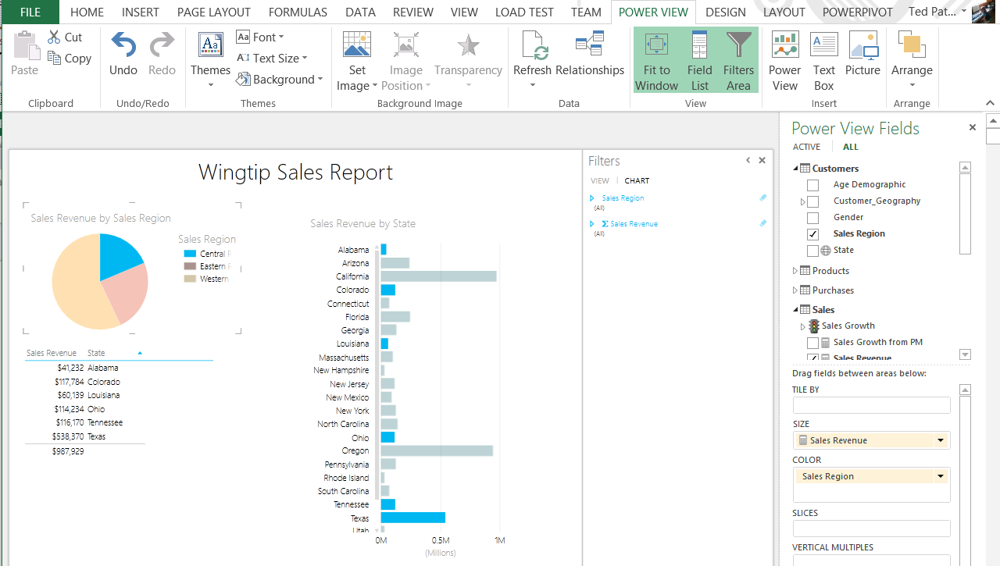 FILE HOME INSERT PAGE LAYOUT FORMULAS DATA REVIEW VIEW LOAD TEST TEAM POWER VIEW DESIGN LAYOUT POWERPIVOT Ted Pat...
Paste
Cut
Copy
Clipboard
Undo Redo
Undo/Redo
Themes
Font
Text Size
Background
Themes
Set Image
Image Position
Transparency
Background Image
Refresh Relationships
Data
Fit to Window
Field List
Filters Area
View
Power View
Text Box
Picture
Insert
Arrange
Arrange
Wingtip Sales Report
Sales Revenue by Sales Region
Sales Region
Central
Eastern
Western
Sales Revenue State
$41,232 Alabama
$117,784 Colorado
$60,139 Louisiana
$114,234 Ohio
$116,170 Tennessee
$538,370 Texas
$987,929
Sales Revenue by State
Alabama
Arizona
California
Colorado
Connecticut
Florida
Georgia
Louisiana
Massachusetts
New Hampshire
New Jersey
New Mexico
New York
North Carolina
Ohio
Oregon
Pennsylvania
Rhode Island
South Carolina
Tennessee
Texas
Utah
0M 0.5M 1M
(Millions)
Filters
VIEW CHART
Sales Region
(All)
Σ Sales Revenue
(All)
Power View Fields
ACTIVE ALL
Customers
Age Demographic
Customer_Geography
Gender
Sales Region
State
Products
Purchases
Sales
Sales Growth
Sales Growth from PM
Sales Revenue
Drag fields between areas below:
TILE BY
SIZE
Sales Revenue
COLOR
Sales Region
SLICES
VERTICAL MULTIPLES